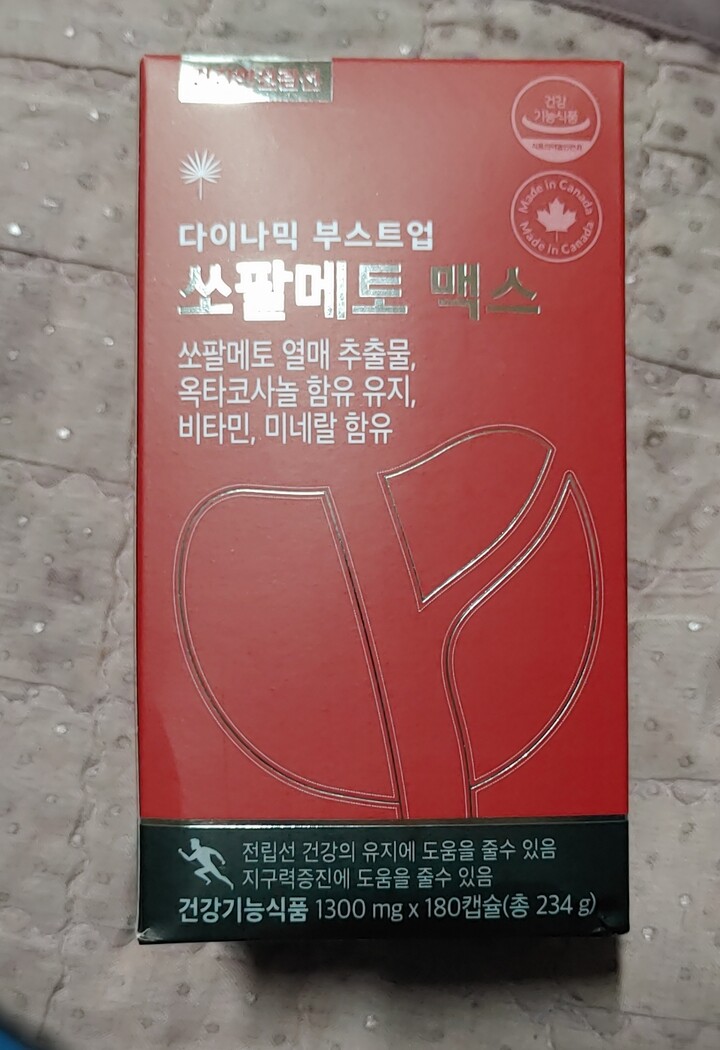 건강
기능식품
Made in Canada
Made in Canada
다이나믹 부스트업
쏘팔메토 맥스
쏘팔메토 열매 추출물,
옥타코사놀 함유 유지,
비타민, 미네랄 함유
전립선 건강의 유지에 도움을 줄수 있음
지구력증진에 도움을 줄수 있음
건강기능식품 1300 mg x 180캡슐(총 234 g)